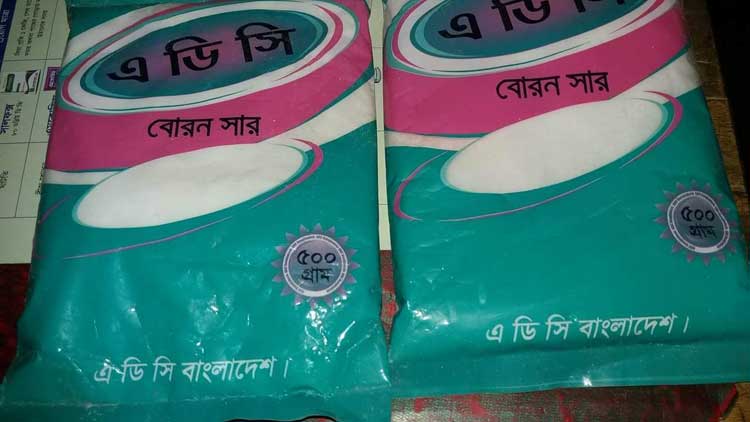 এ ডি সি
বোরন সার
৫০০
গ্রাম
এ ডি সি বাংলাদেশ।
এ ডি সি
বোরন সার
৫০০
গ্রাম
এ ডি সি বাংলাদেশ।